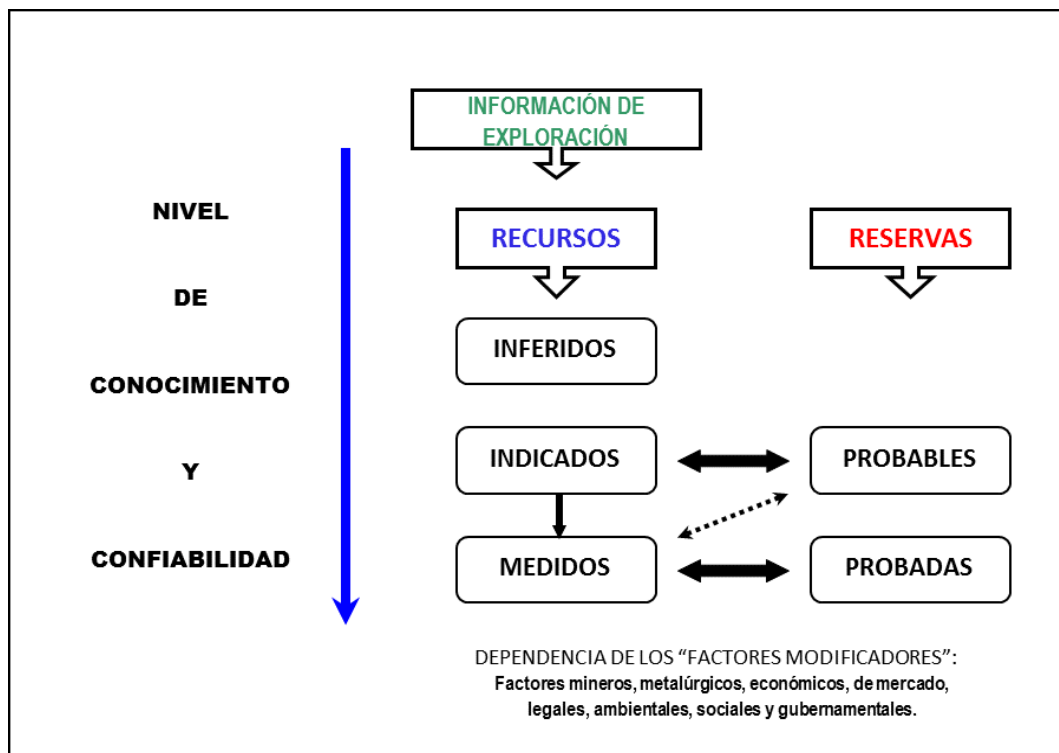 INFORMACIÓN DE
EXPLORACIÓN
NIVEL
DE
CONOCIMIENTO
Y
CONFIABILIDAD
RECURSOS
RESERVAS
INFERIDOS
INDICADOS
PROBABLES
MEDIDOS
PROBADAS
DEPENDENCIA DE LOS “FACTORES MODIFICADORES”:
Factores mineros, metalúrgicos, económicos, de mercado,
legales, ambientales, sociales y gubernamentales.